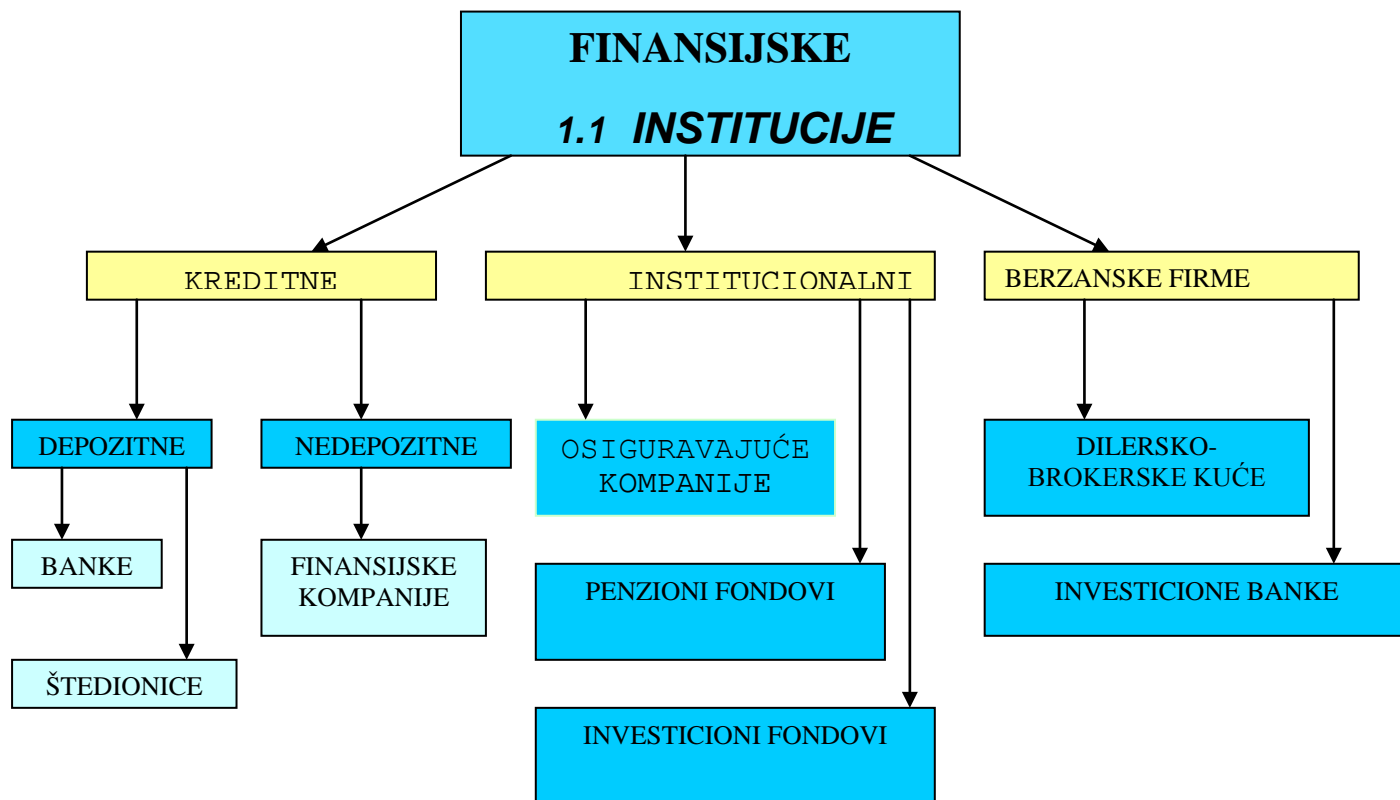 FINANSIJSKE
1.1 INSTITUCIJE
KREDITNE
INSTITUCIONALNI
BERZANSKE FIRME
DEPOZITNE
NEDEPOZITNE
OSIGURAVAJUĆE
KOMPANIJE
DILERSKO-
BROKERSKE KUĆE
BANKE
FINANSIJSKE
KOMPANIJE
PENZIONI FONDOVI
INVESTICIONE BANKE
ŠTEDIONICE
INVESTICIONI FONDOVI